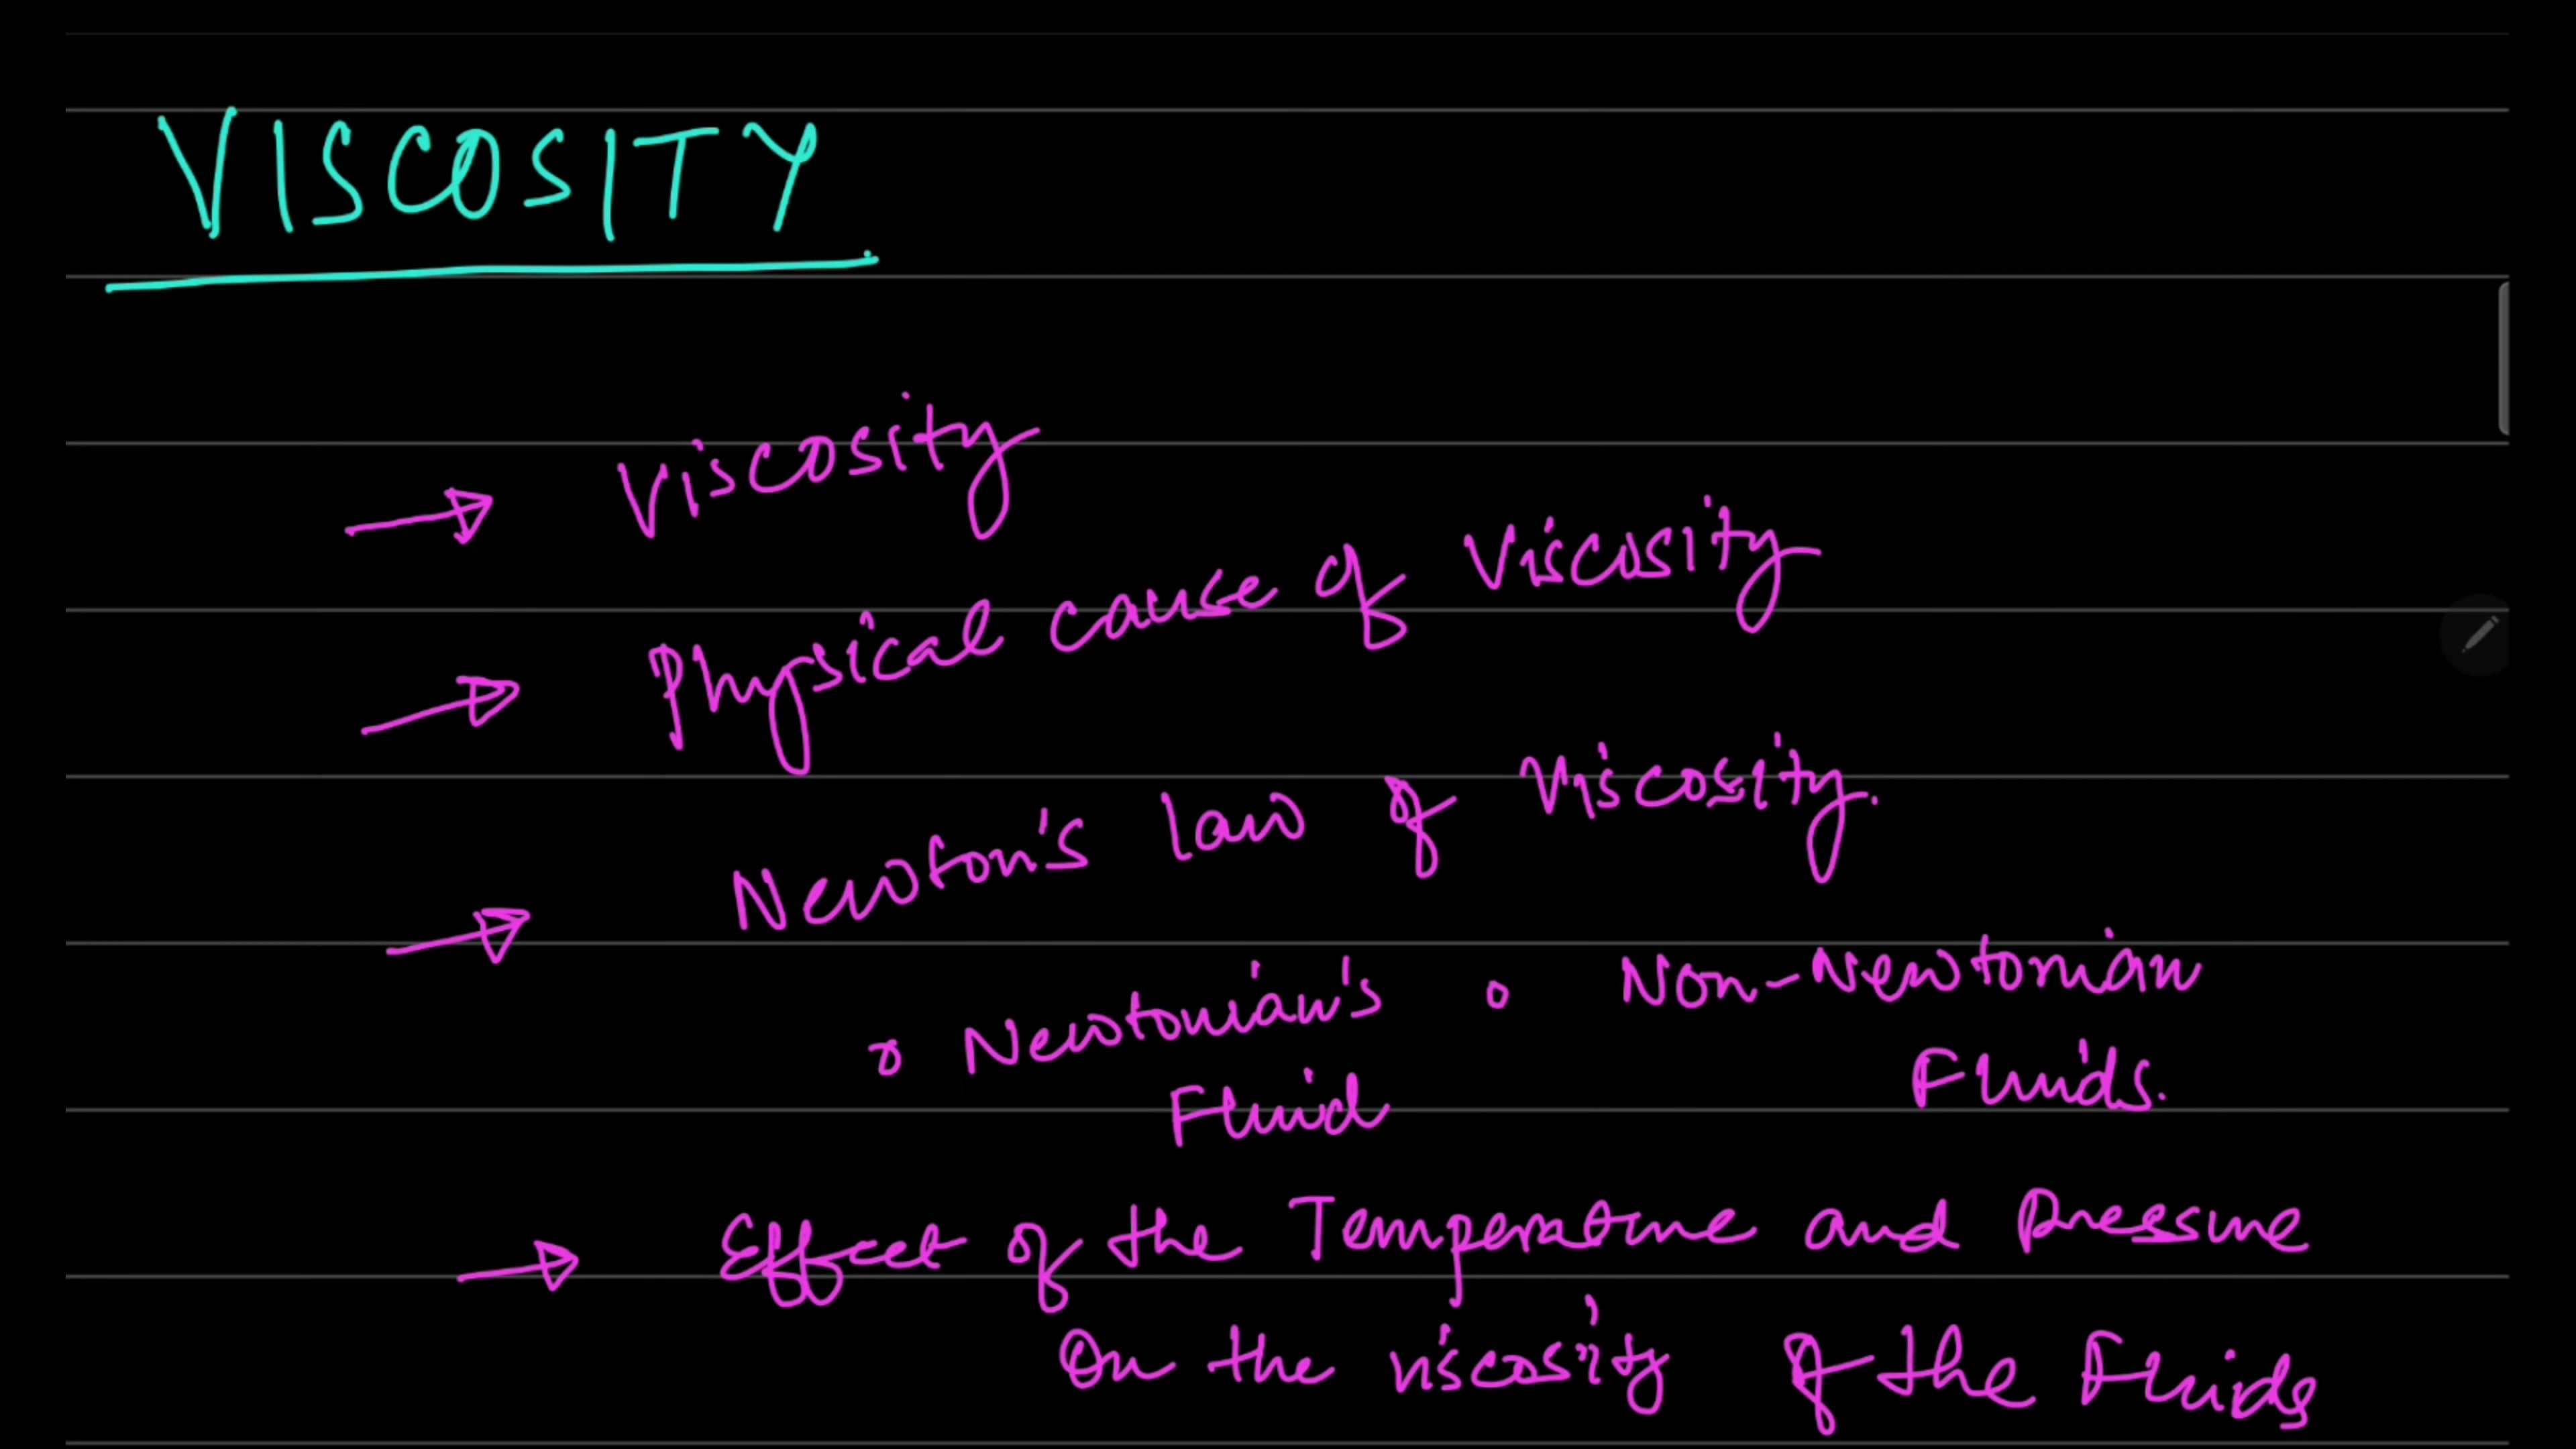 VISCOSITY
→ Viscosity
→ Physical cause of Viscosity
→ Newton's law of Viscosity.
o Newtonian's Fluid o Non-Newtonian Fluids.
→ Effect of the Temperature and Pressure
On the viscosity of the Fluids